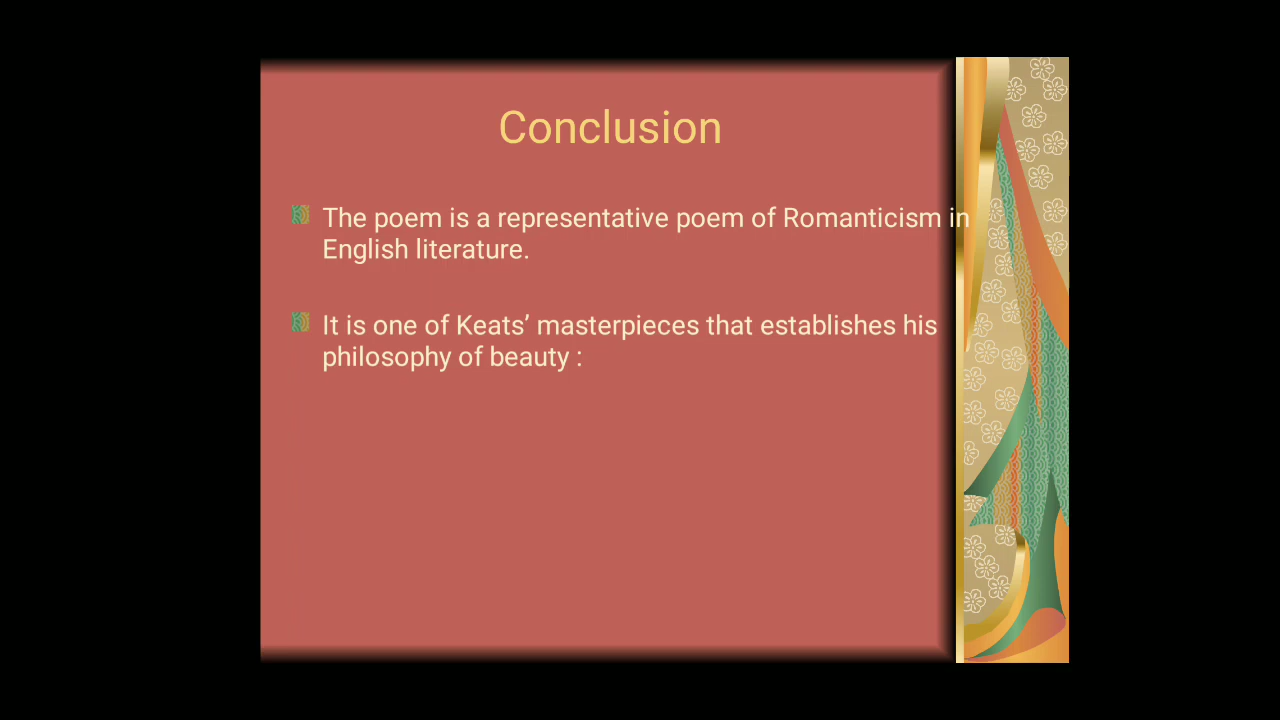 Conclusion
The poem is a representative poem of Romanticism in
English literature.
It is one of Keats’ masterpieces that establishes his
philosophy of beauty :